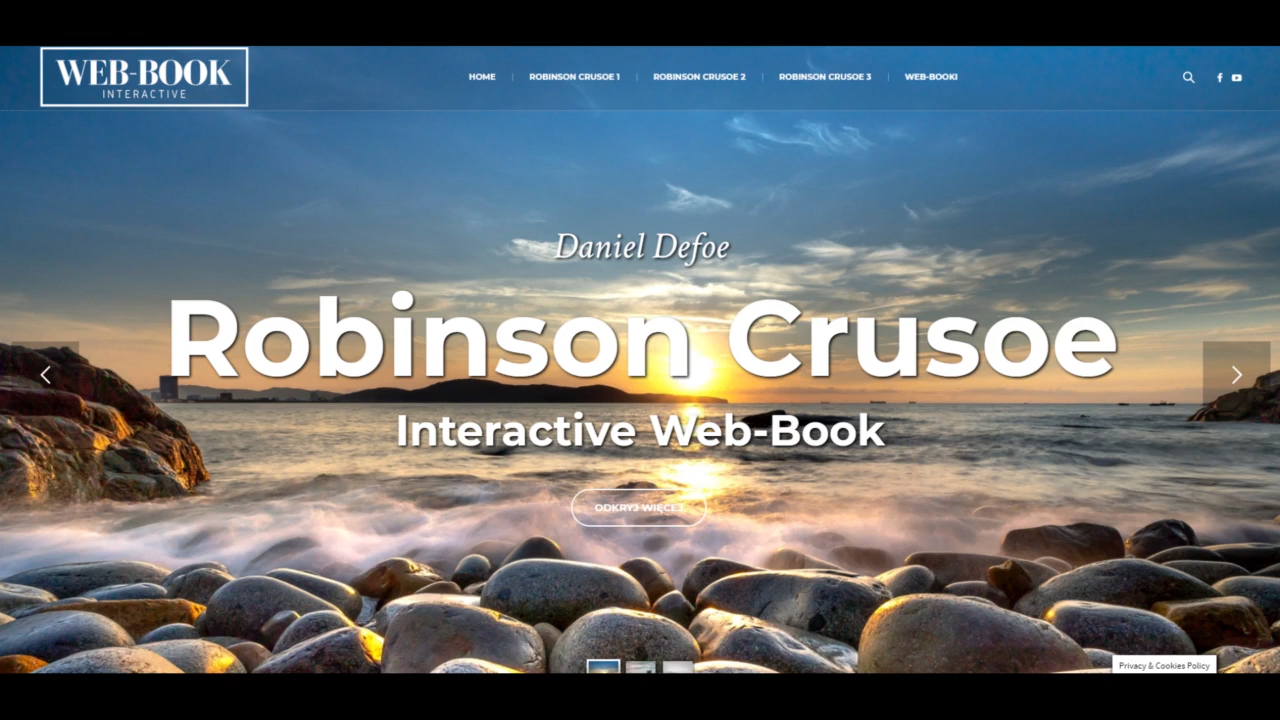 WEB-BOOK
INTERACTIVE
HOME
ROBINSON CRUSOE 1
ROBINSON CRUSOE 2
ROBINSON CRUSOE 3
WEB-BOOKI
Daniel Defoe
Robinson Crusoe
Interactive Web-Book
ODKRYJ WIĘCEJ
Privacy & Cookies Policy